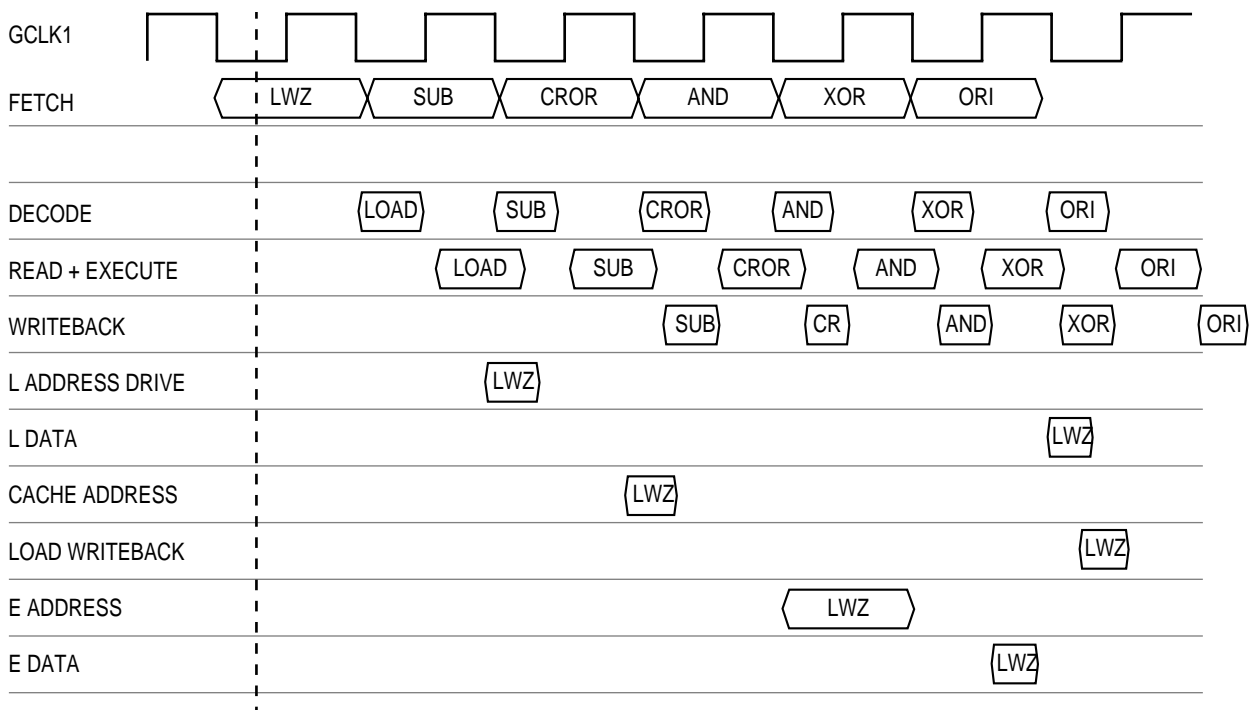 GCLK1
FETCH LWZ SUB CROR AND XOR ORI
DECODE LOAD SUB CROR AND XOR ORI
READ + EXECUTE LOAD SUB CROR AND XOR ORI
WRITEBACK SUB CR AND XOR ORI
L ADDRESS DRIVE LWZ
L DATA LWZ
CACHE ADDRESS LWZ
LOAD WRITEBACK LWZ
E ADDRESS LWZ
E DATA LWZ